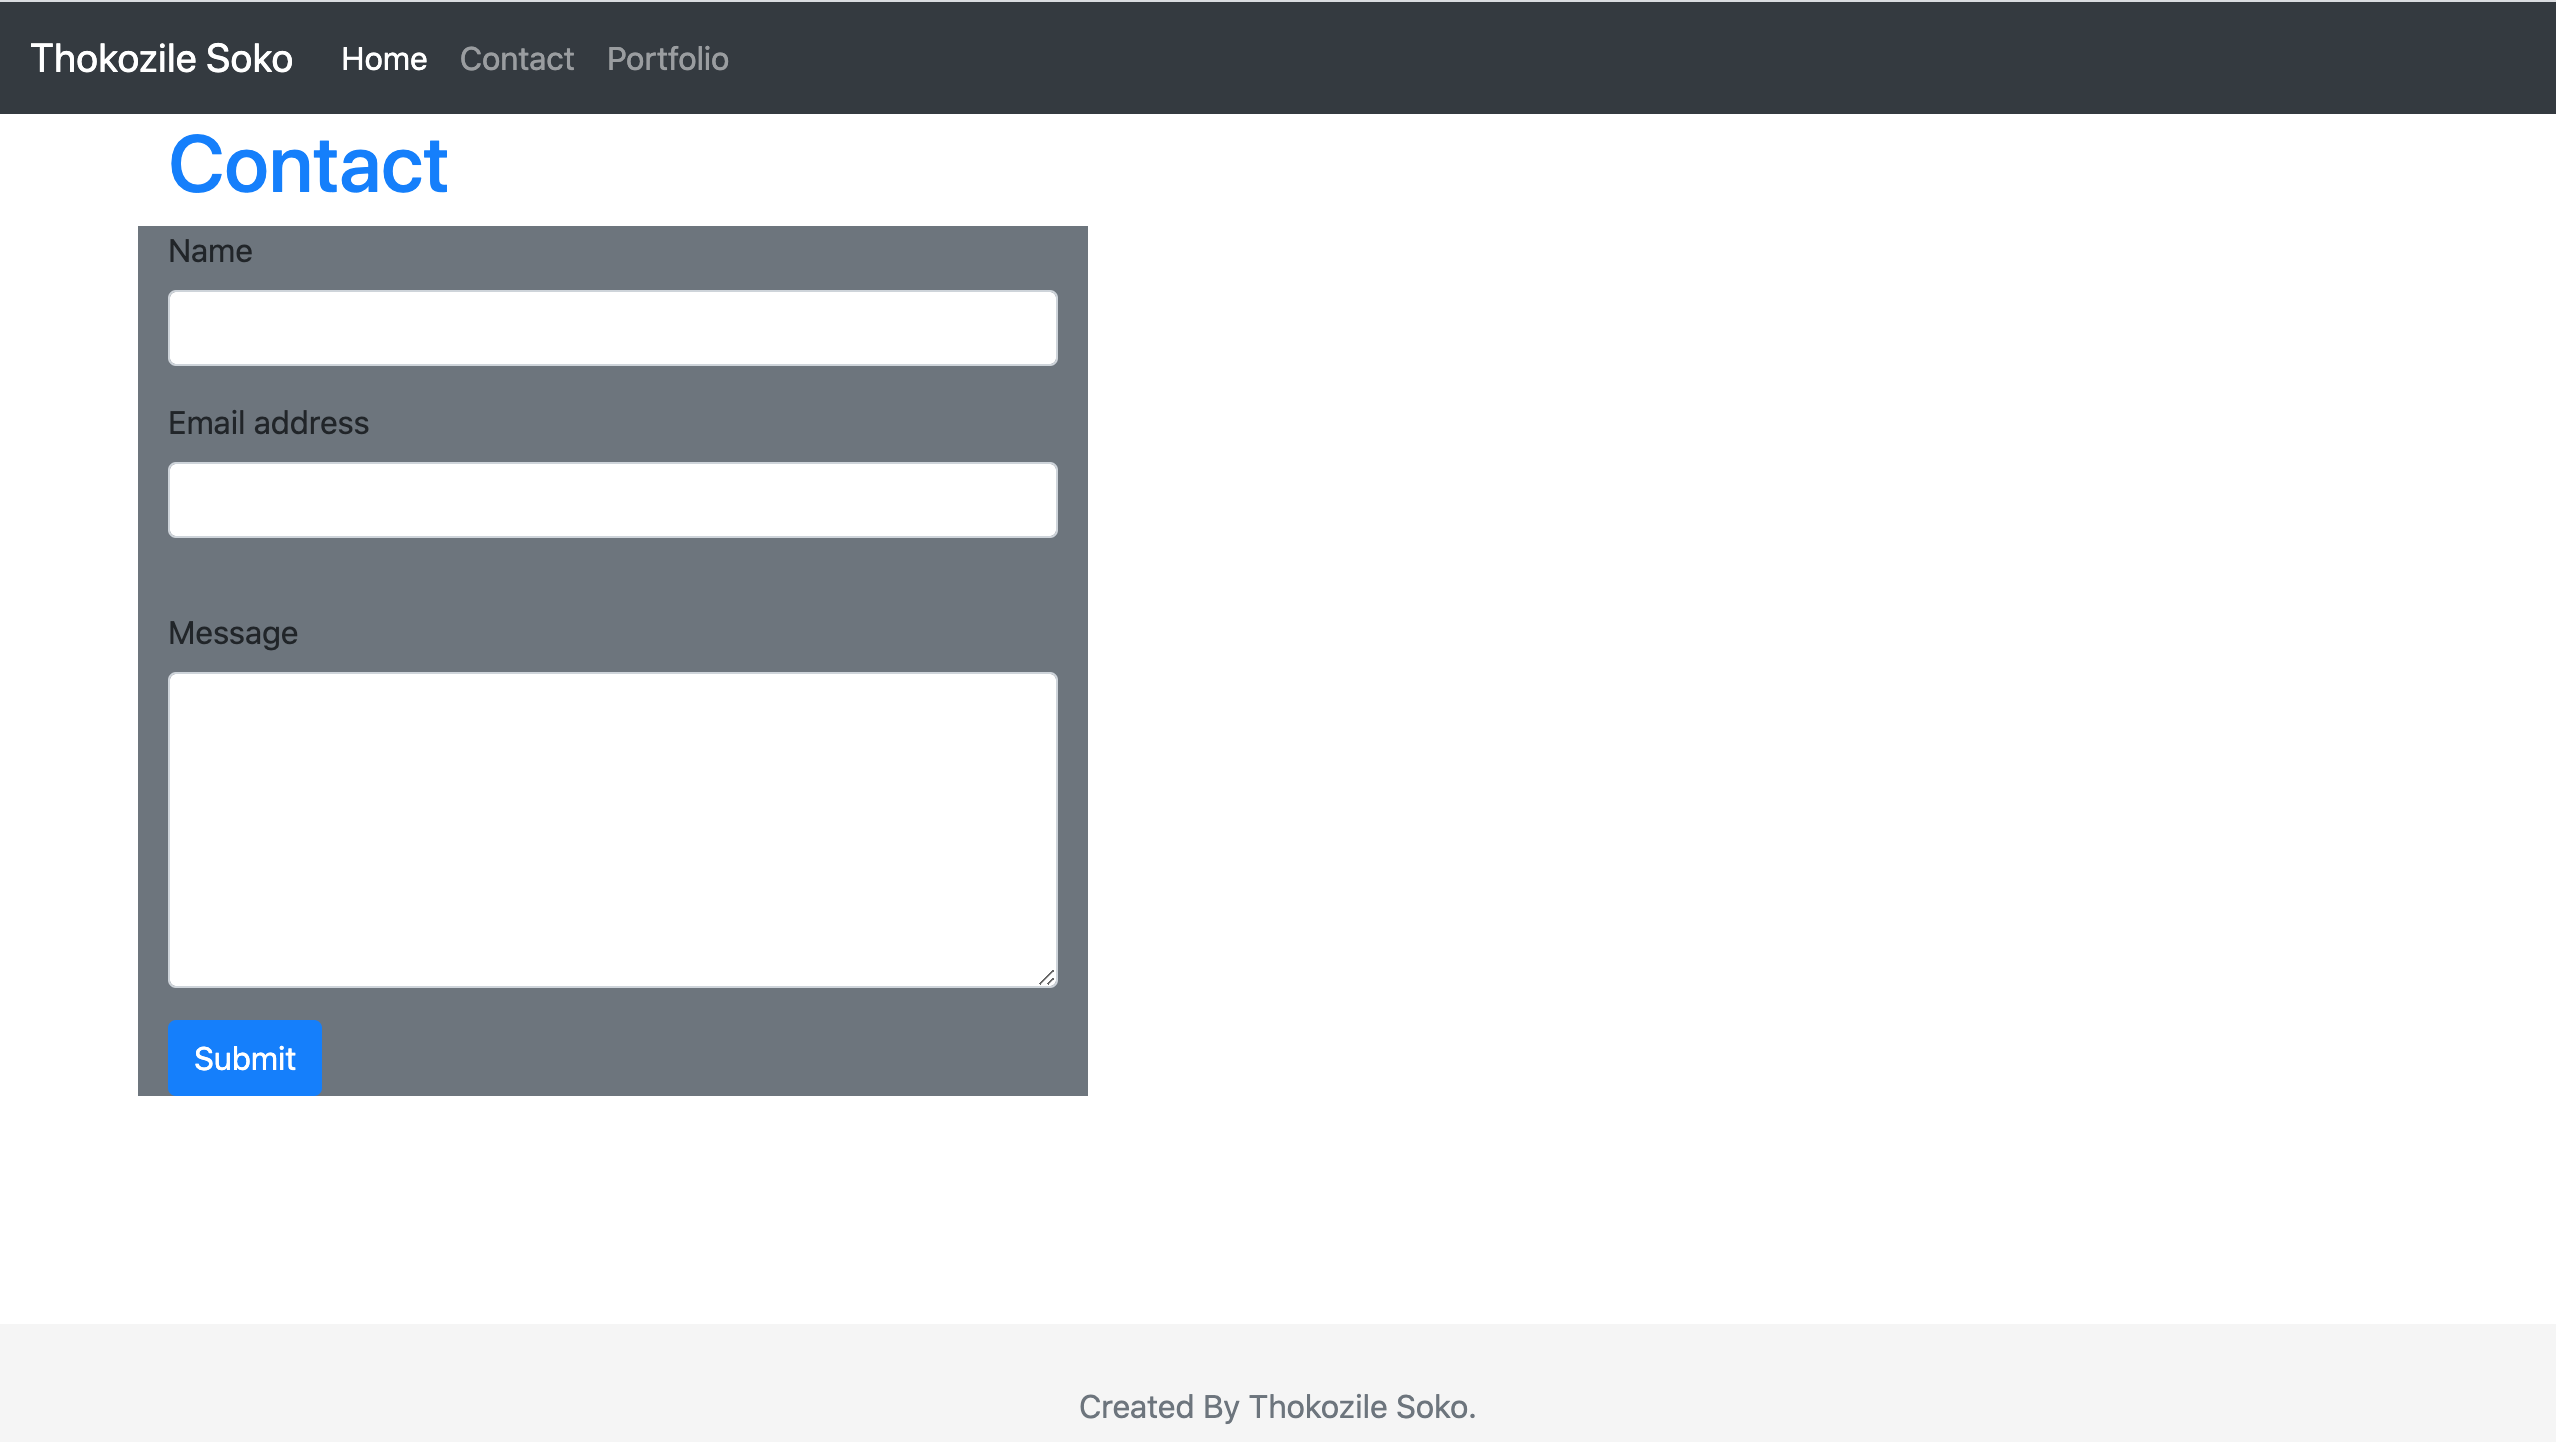 Thokozile Soko Home Contact Portfolio
Contact
Name
Email address
Message
Submit
Created By Thokozile Soko.